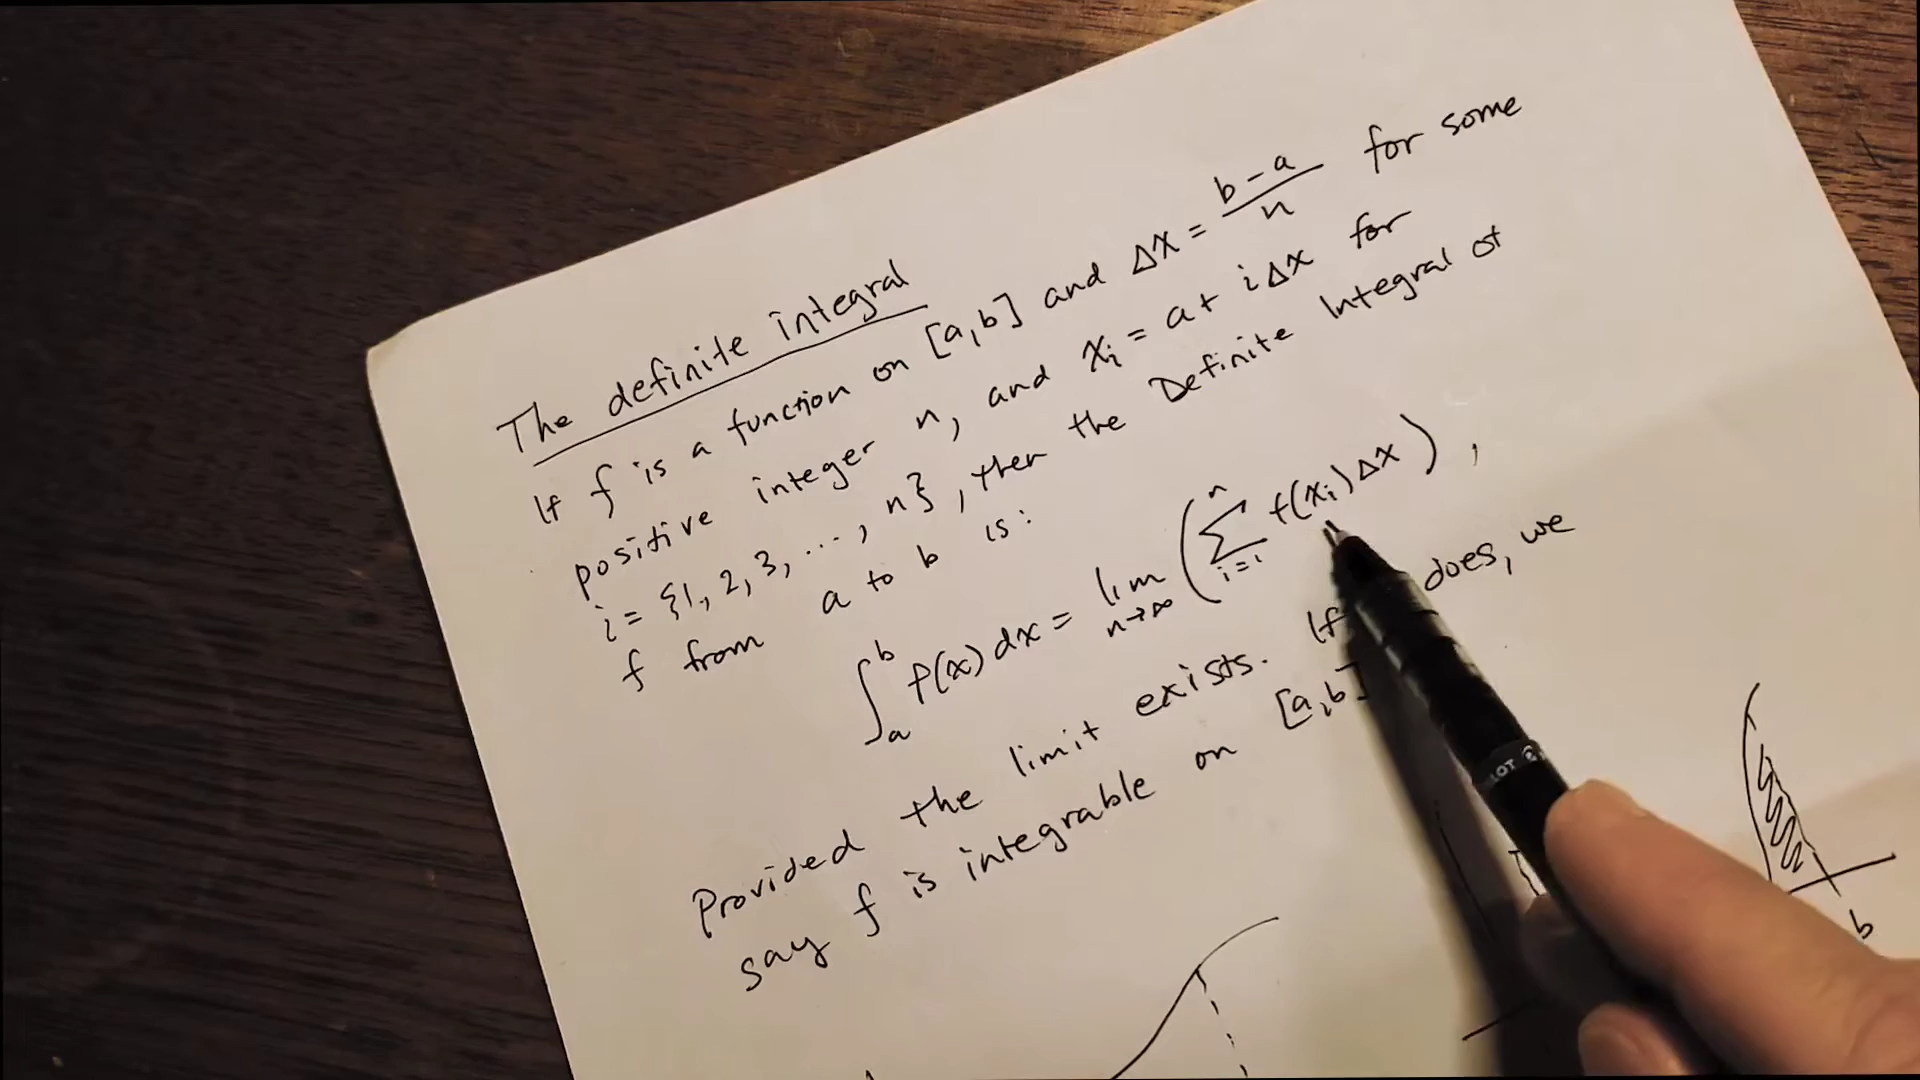 The definite integral
If f is a function on [a,b] and Δx = (b-a)/n for some
positive integer n, and xᵢ = a + iΔx for
i = {1, 2, 3, ..., n}, then the Definite Integral of
f from a to b is:
∫ₐᵇ f(x) dx = lim n→∞ (∑ᵢ₌₁ⁿ f(xᵢ) Δx),
Provided the limit exists. If does, we
say f is integrable on [a,b]
b